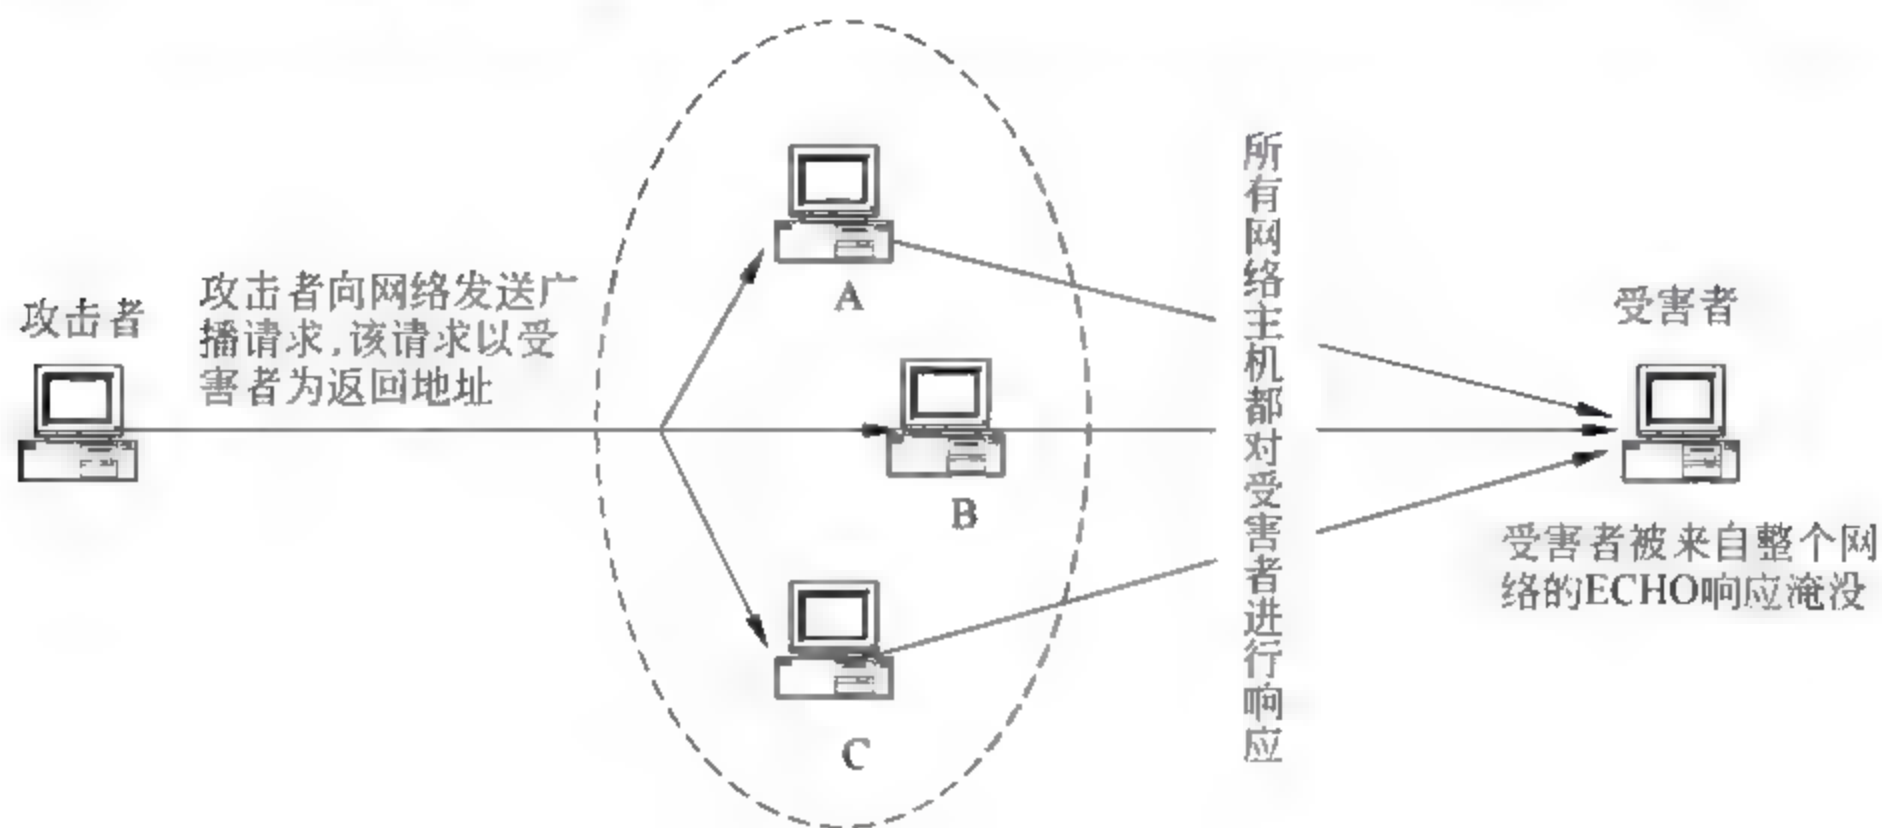 攻击者
攻击者向网络发送广
播请求,该请求以受
害者为返回地址
A
B
C
所有网络主机都对受害者进行响应
受害者
受害者被来自整个网
络的ECHO响应淹没